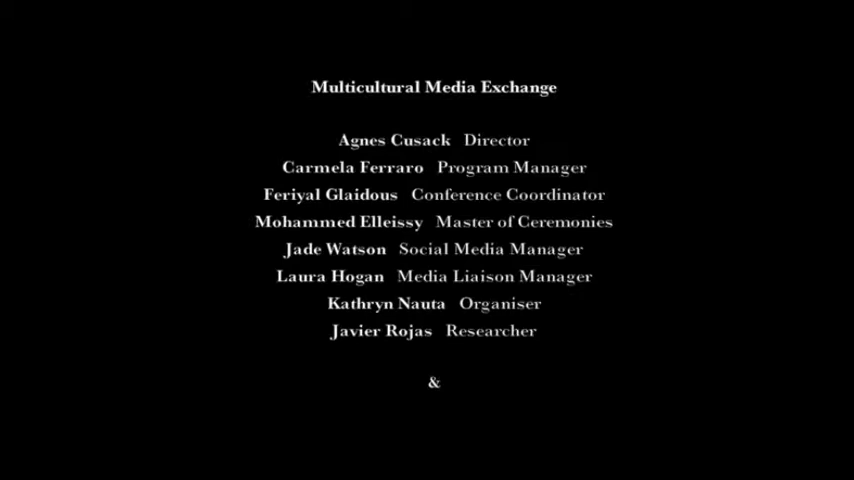 Multicultural Media Exchange
Agnes Cusack Director
Carmela Ferraro Program Manager
Feriyal Glaidous Conference Coordinator
Mohammed Elleissy Master of Ceremonies
Jade Watson Social Media Manager
Laura Hogan Media Liaison Manager
Kathryn Nauta Organiser
Javier Rojas Researcher
&